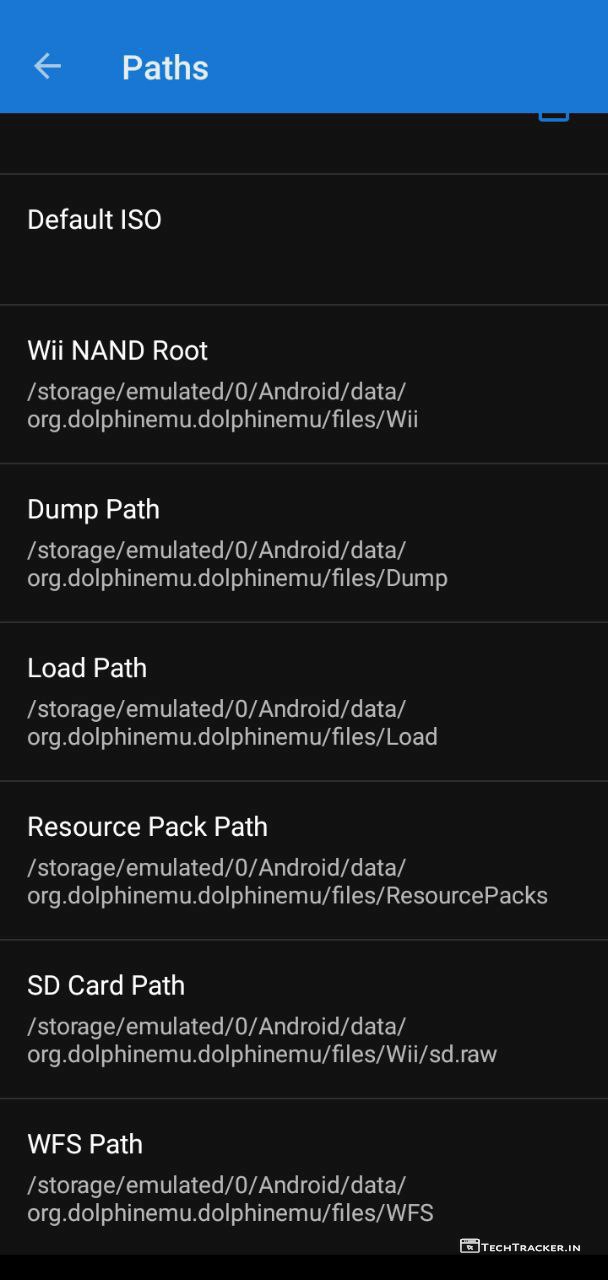 Paths
Default ISO
Wii NAND Root
/storage/emulated/0/Android/data/
org.dolphinemu.dolphinemu/files/Wii
Dump Path
/storage/emulated/0/Android/data/
org.dolphinemu.dolphinemu/files/Dump
Load Path
/storage/emulated/0/Android/data/
org.dolphinemu.dolphinemu/files/Load
Resource Pack Path
/storage/emulated/0/Android/data/
org.dolphinemu.dolphinemu/files/ResourcePacks
SD Card Path
/storage/emulated/0/Android/data/
org.dolphinemu.dolphinemu/files/Wii/sd.raw
WFS Path
/storage/emulated/0/Android/data/
org.dolphinemu.dolphinemu/files/WFS
TECHTRACKER.IN